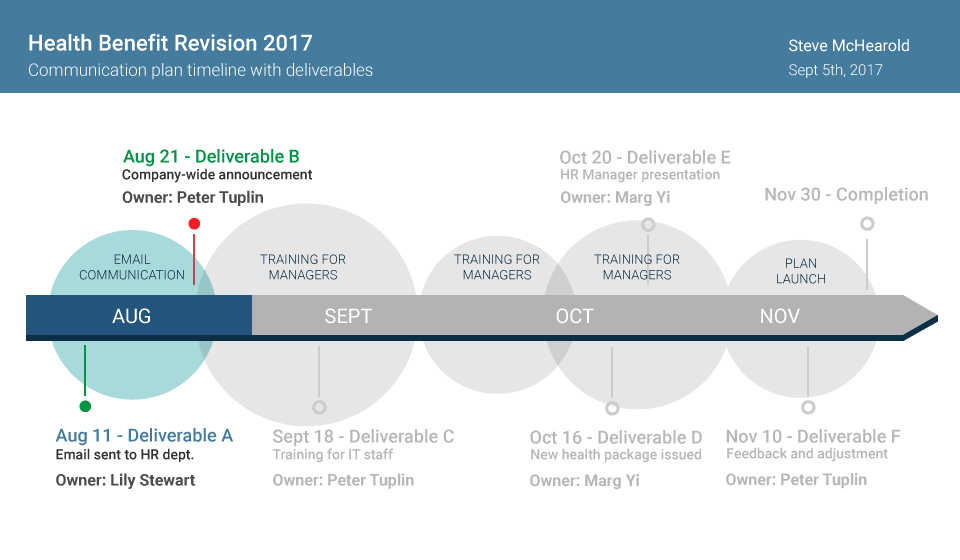 Health Benefit Revision 2017
Communication plan timeline with deliverables
Steve McHearold
Sept 5th, 2017
Aug 21 - Deliverable B
Company-wide announcement
Owner: Peter Tuplin
Oct 20 - Deliverable E
HR Manager presentation
Owner: Marg Yi
Nov 30 - Completion
EMAIL
COMMUNICATION
TRAINING FOR
MANAGERS
TRAINING FOR
MANAGERS
TRAINING FOR
MANAGERS
PLAN
LAUNCH
AUG
SEPT
OCT
NOV
Aug 11 - Deliverable A
Email sent to HR dept.
Owner: Lily Stewart
Sept 18 - Deliverable C
Training for IT staff
Owner: Peter Tuplin
Oct 16 - Deliverable D
New health package issued
Owner: Marg Yi
Nov 10 - Deliverable F
Feedback and adjustment
Owner: Peter Tuplin